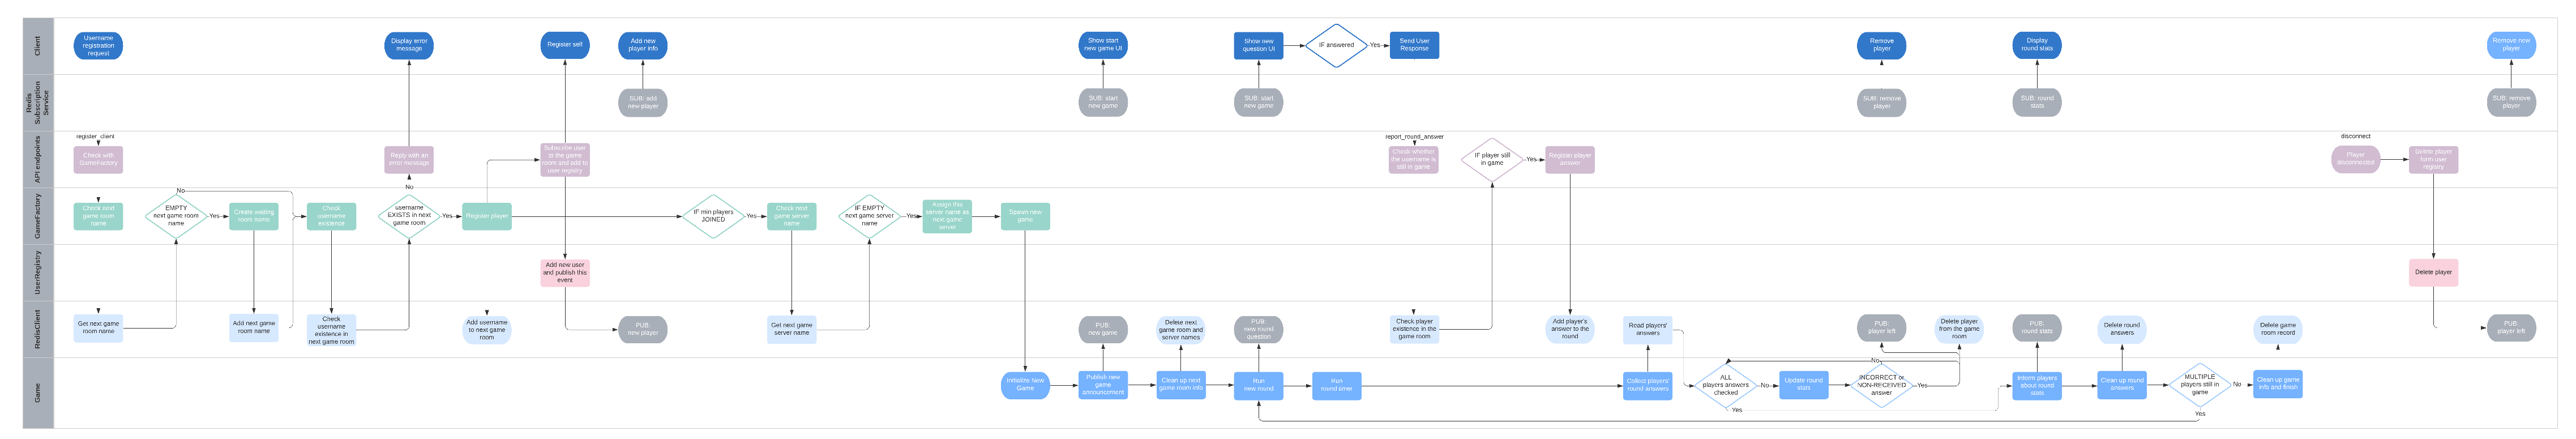 Client
Username
registration
request
Display error
message
Register self
Add new
player info
Show start
new game UI
Show new
question UI
IF answered
Yes
Send User
Response
Remove
player
Display
round stats
Remove new
player
Redis
Subscription
Service
SUB: add
new player
SUB: start
new game
SUB: start
new game
SUB: remove
player
SUB: round
stats
SUB: remove
player
API endpoints
register_client
Check with
GameFactory
Reply with an
error message
Subscribe user
to the game
room and add to
user registry
report_round_answer
Check whether
the username is
still in game
IF player still
in game
Yes
Register player
answer
disconnect
Player
disconnected
Delete player
form user
registry
GameFactory
Check next
game room
name
No
EMPTY
next game room
name
Yes
Create waiting
room name
Check
username
existence
No
username
EXISTS in next
game room
Yes
Register player
IF min players
JOINED
Yes
Check next
game server
name
IF EMPTY
next game server
name
Yes
Assign this
server name as
next game
server
Spawn new
game
UserRegistry
Add new user
and publish this
event
Delete player
RedisClient
Get next game
room name
Add next game
room name
Check
username
existence in
next game room
Add username
to next game
room
PUB:
new player
Get next game
server name
PUB:
new game
Delete next
game room and
server names
PUB:
new round
question
Check player
existence in the
game room
Add player's
answer to the
round
Read players'
answers
PUB:
player left
Delete player
from the game
room
PUB:
round stats
Delete round
answers
Delete game
room record
PUB:
player left
Game
Initialize New
Game
Publish new
game
announcement
Clean up next
game room info
Run
new round
Run
round timer
Collect players'
round answers
ALL
players answers
checked
No
Yes
Update round
stats
No
INCORRECT or
NON-RECEIVED
answer
Yes
Inform players
about round
stats
Clean up round
answers
MULTIPLE
players still in
game
No
Yes
Clean up game
info and finish